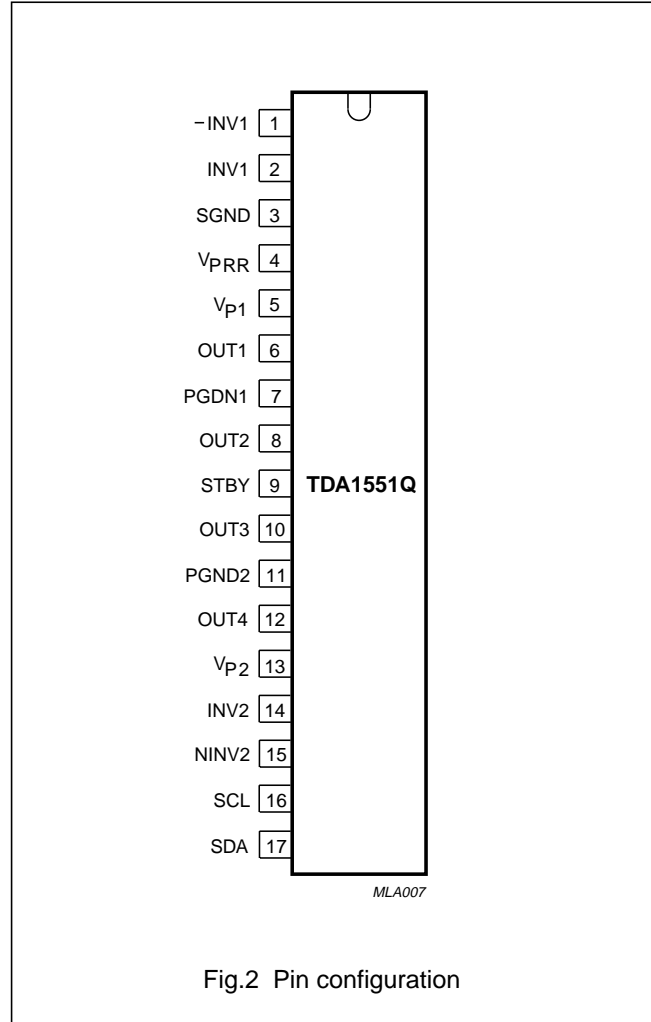 −INV1 1
INV1 2
SGND 3
VPRR 4
VP1 5
OUT1 6
PGDN1 7
OUT2 8
STBY 9 TDA1551Q
OUT3 10
PGND2 11
OUT4 12
VP2 13
INV2 14
NINV2 15
SCL 16
SDA 17
MLA007
Fig.2 Pin configuration